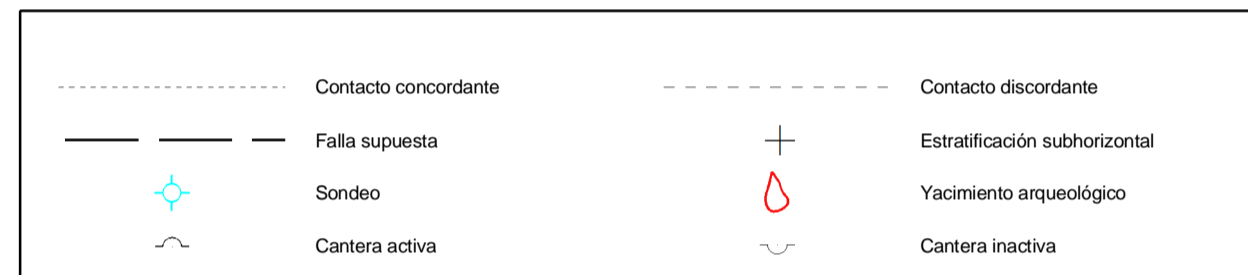 Contacto concordante
Contacto discordante
Falla supuesta
Estratificación subhorizontal
Sondeo
Yacimiento arqueológico
Cantera activa
Cantera inactiva